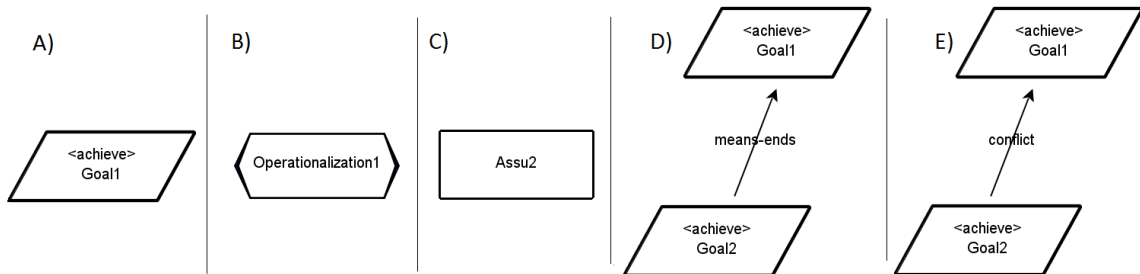 A)
<achieve>
Goal1
B)
Operationalization1
C)
Assu2
D)
<achieve>
Goal1
means-ends
<achieve>
Goal2
E)
<achieve>
Goal1
conflict
<achieve>
Goal2